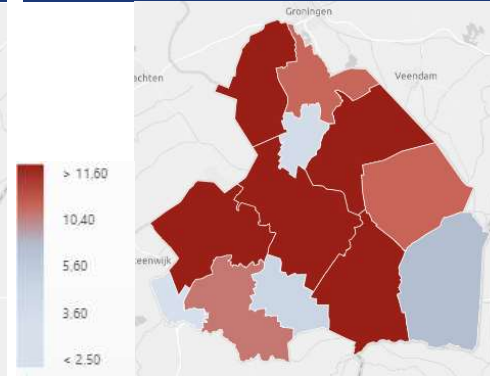 Groningen
achten
Veendam
> 11,60
10,40
5,60
3,60
< 2,50
eenwijk